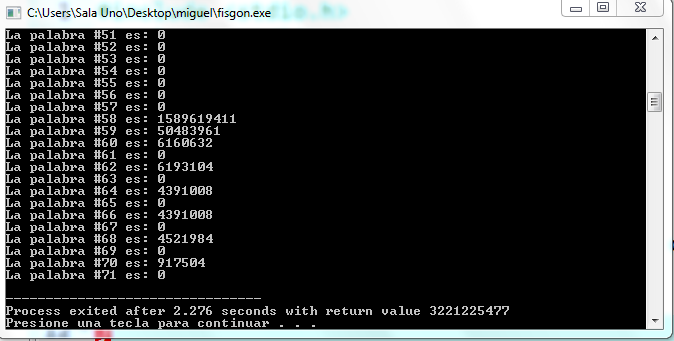 C:\Users\Sala Uno\Desktop\miguel\fisgon.exe
La palabra #51 es: 0
La palabra #52 es: 0
La palabra #53 es: 0
La palabra #54 es: 0
La palabra #55 es: 0
La palabra #56 es: 0
La palabra #57 es: 0
La palabra #58 es: 1589619411
La palabra #59 es: 50483961
La palabra #60 es: 6160632
La palabra #61 es: 0
La palabra #62 es: 6193104
La palabra #63 es: 0
La palabra #64 es: 4391008
La palabra #65 es: 0
La palabra #66 es: 4391008
La palabra #67 es: 0
La palabra #68 es: 4521984
La palabra #69 es: 0
La palabra #70 es: 917504
La palabra #71 es: 0
--------------------------------
Process exited after 2.276 seconds with return value 3221225477
Presione una tecla para continuar . . .